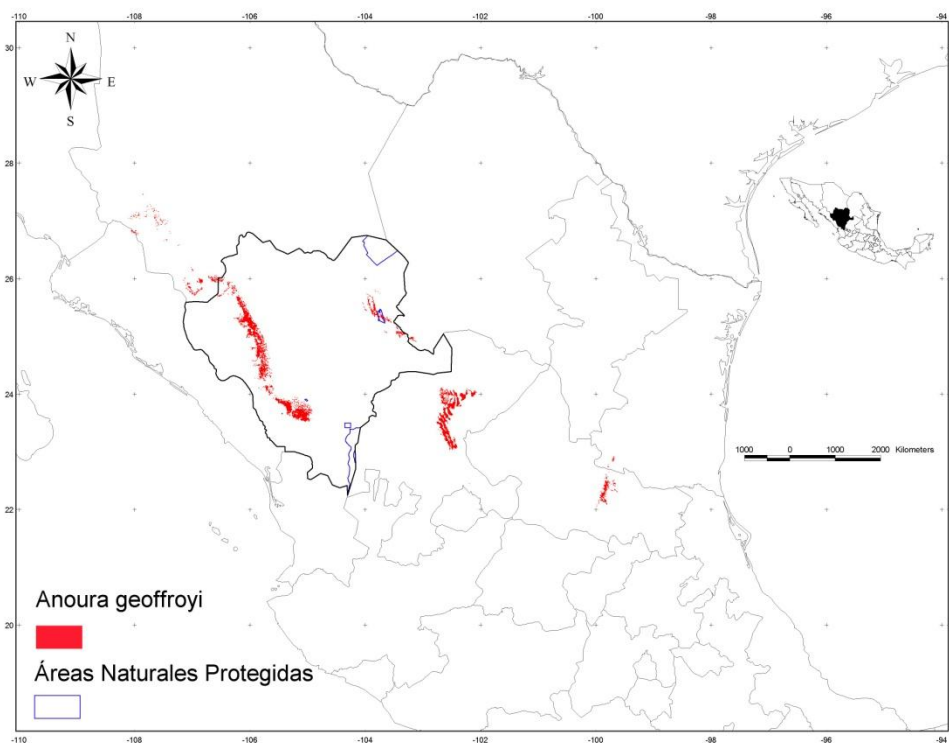 -110 -108 -106 -104 -102 -100 -98 -96 -94
30
N
W E
S
28
26
24
1000 0 1000 2000 Kilometers
22
Anoura geoffroyi
20
Áreas Naturales Protegidas
-110 -108 -106 -104 -102 -100 -98 -96 -94